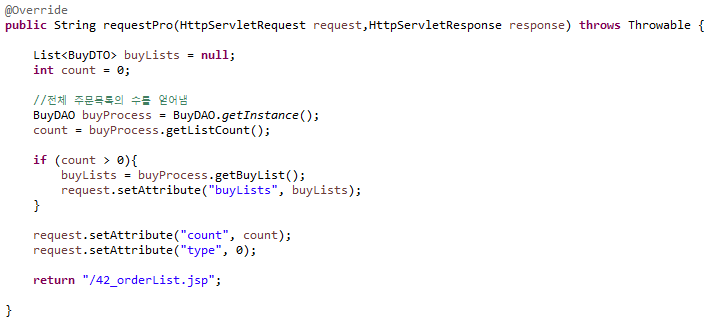 @Override
public String requestPro(HttpServletRequest request,HttpServletResponse response) throws Throwable {
List<BuyDTO> buyLists = null;
int count = 0;
//전체 주문목록의 수를 얻어냄
BuyDAO buyProcess = BuyDAO.getInstance();
count = buyProcess.getListCount();
if (count > 0){
buyLists = buyProcess.getBuyList();
request.setAttribute("buyLists", buyLists);
}
request.setAttribute("count", count);
request.setAttribute("type", 0);
return "/42_orderList.jsp";
}